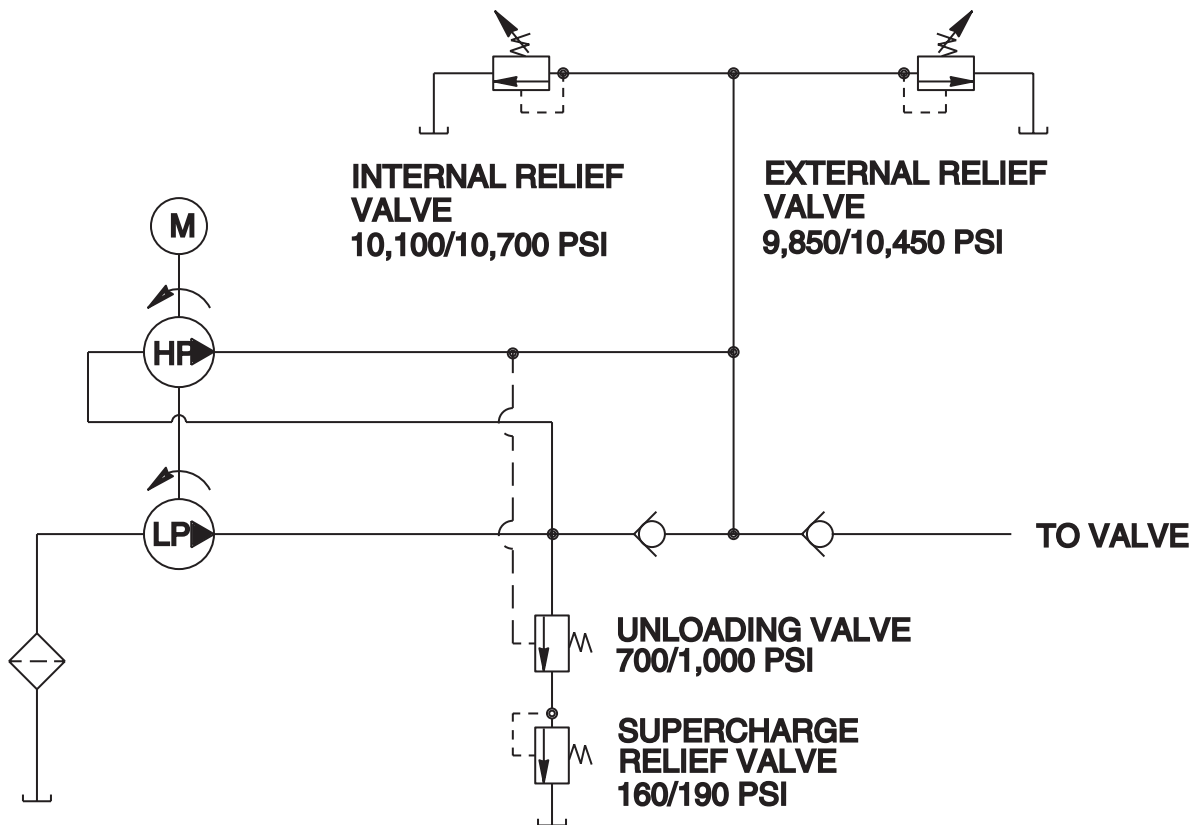 INTERNAL RELIEF
VALVE
10,100/10,700 PSI
EXTERNAL RELIEF
VALVE
9,850/10,450 PSI
M
HP
LP
TO VALVE
UNLOADING VALVE
700/1,000 PSI
SUPERCHARGE
RELIEF VALVE
160/190 PSI